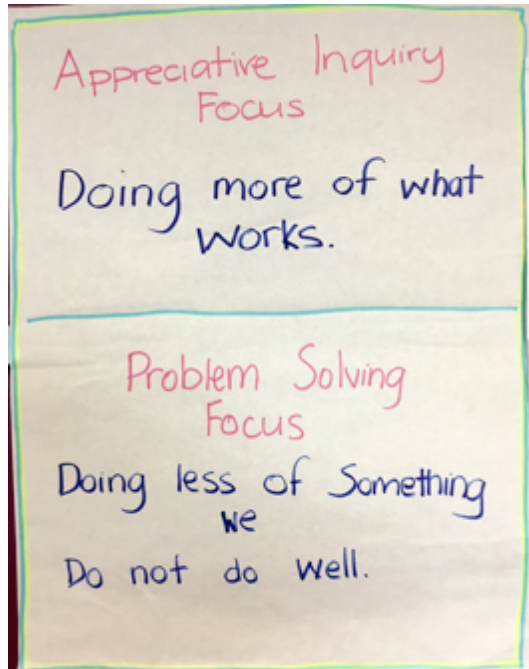 Appreciative Inquiry
Focus
Doing more of what
works.
Problem Solving
Focus
Doing less of Something
we
Do not do well.